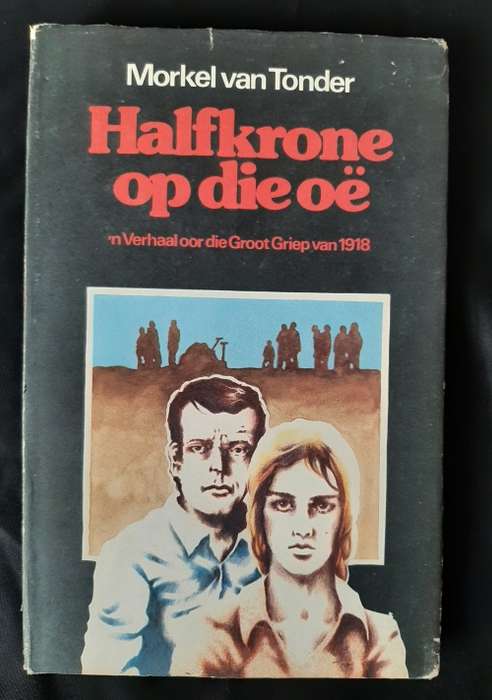 Morkel van Tonder
Halfkrone
op die oë
'n Verhaal oor die Groot Griep van 1918